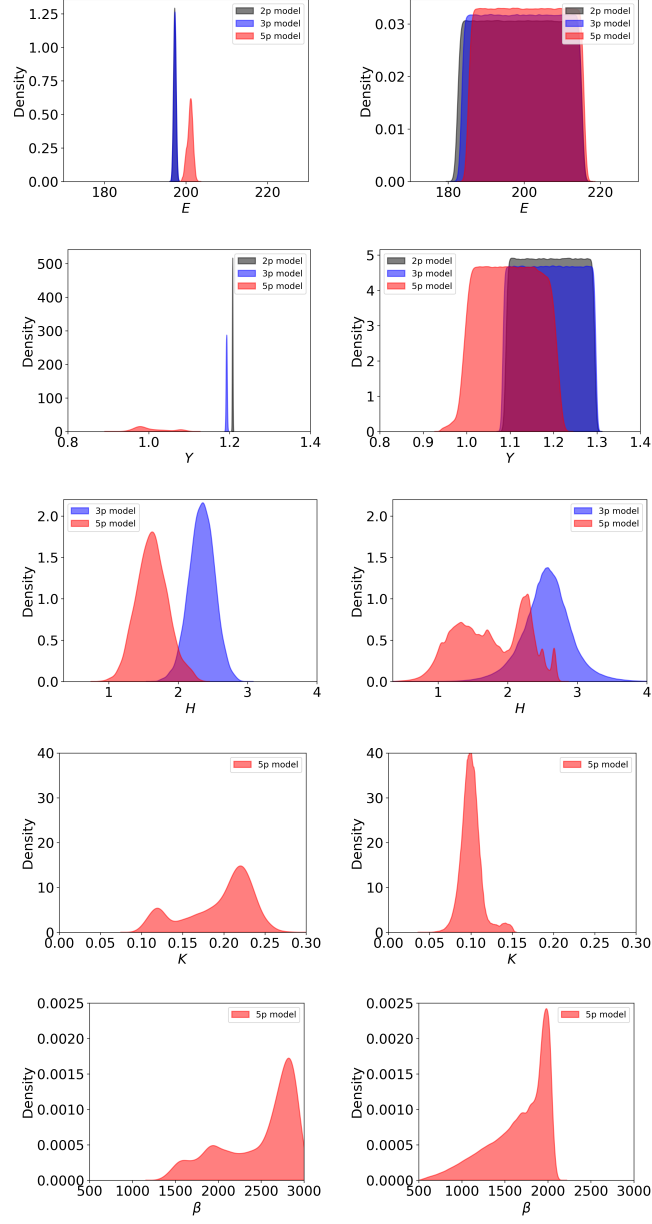 1.25
1.00
0.75
0.50
0.25
0.00
Density
180
200
220
E
2p model
3p model
5p model
0.03
0.02
0.01
0.00
Density
180
200
220
E
2p model
3p model
5p model
500
400
300
200
100
0
Density
0.8
1.0
1.2
1.4
Y
2p model
3p model
5p model
5
4
3
2
1
0
Density
0.8
0.9
1.0
1.1
1.2
1.3
1.4
Y
2p model
3p model
5p model
2.0
1.5
1.0
0.5
0.0
Density
1
2
3
4
H
3p model
5p model
2.0
1.5
1.0
0.5
0.0
Density
1
2
3
4
H
3p model
5p model
40
30
20
10
0
Density
0.00
0.05
0.10
0.15
0.20
0.25
0.30
K
5p model
40
30
20
10
0
Density
0.00
0.05
0.10
0.15
0.20
0.25
0.30
K
5p model
0.0025
0.0020
0.0015
0.0010
0.0005
0.0000
Density
500
1000
1500
2000
2500
3000
β
5p model
0.0025
0.0020
0.0015
0.0010
0.0005
0.0000
Density
500
1000
1500
2000
2500
3000
β
5p model